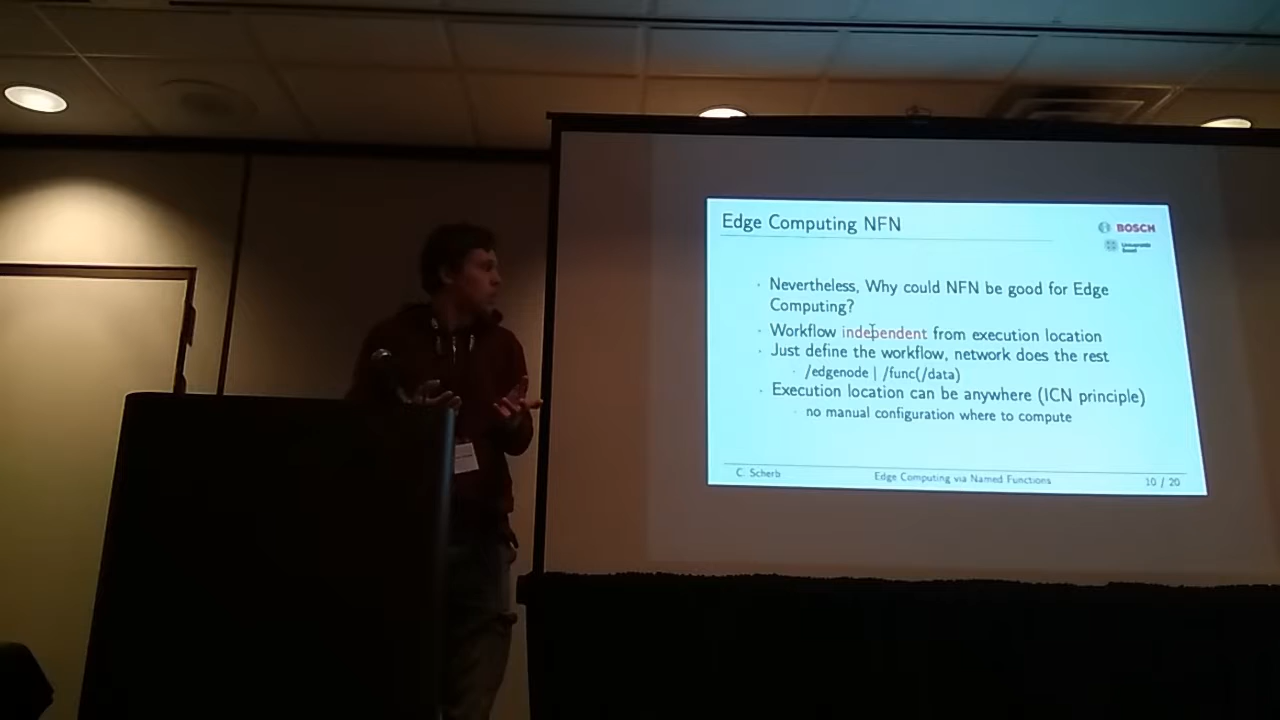 Edge Computing NFN
BOSCH
Nevertheless, Why could NFN be good for Edge
Computing?
Workflow independent from execution location
Just define the workflow, network does the rest
/edgenode | /func(/data)
Execution location can be anywhere (ICN principle)
no manual configuration where to compute
C. Scherb
Edge Computing via Named Functions
10 / 20